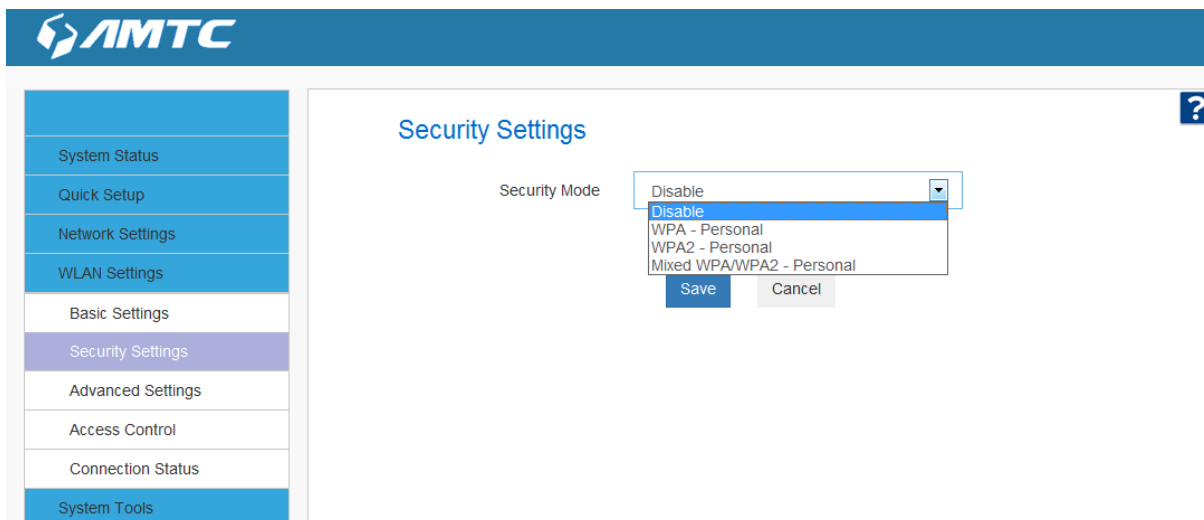 AMTC
?
System Status
Quick Setup
Network Settings
WLAN Settings
Basic Settings
Security Settings
Advanced Settings
Access Control
Connection Status
System Tools
Security Settings
Security Mode
Disable
Disable
WPA - Personal
WPA2 - Personal
Mixed WPA/WPA2 - Personal
Save
Cancel